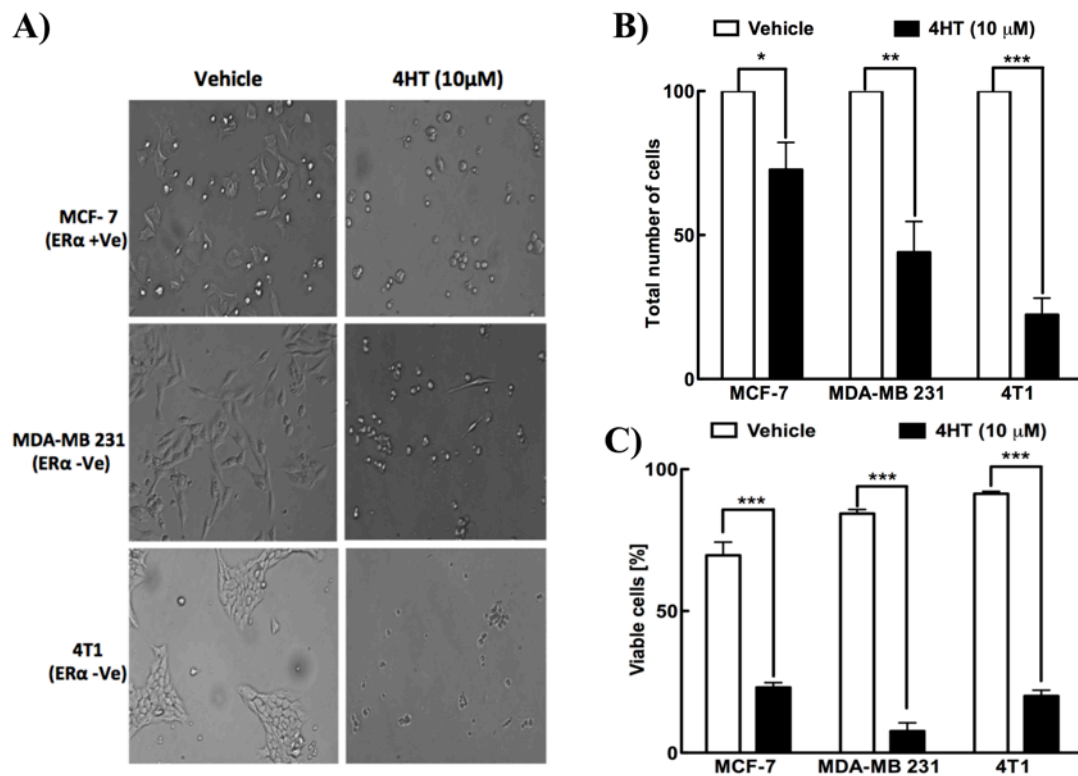 A)
Vehicle
4HT (10μM)
MCF- 7
(ERα +Ve)
MDA-MB 231
(ERα -Ve)
4T1
(ERα -Ve)
B)
Vehicle
4HT (10 μM)
*
**
***
100
50
0
Total number of cells
MCF-7
MDA-MB 231
4T1
C)
Vehicle
4HT (10 μM)
***
***
***
100
50
0
Viable cells [%]
MCF-7
MDA-MB 231
4T1